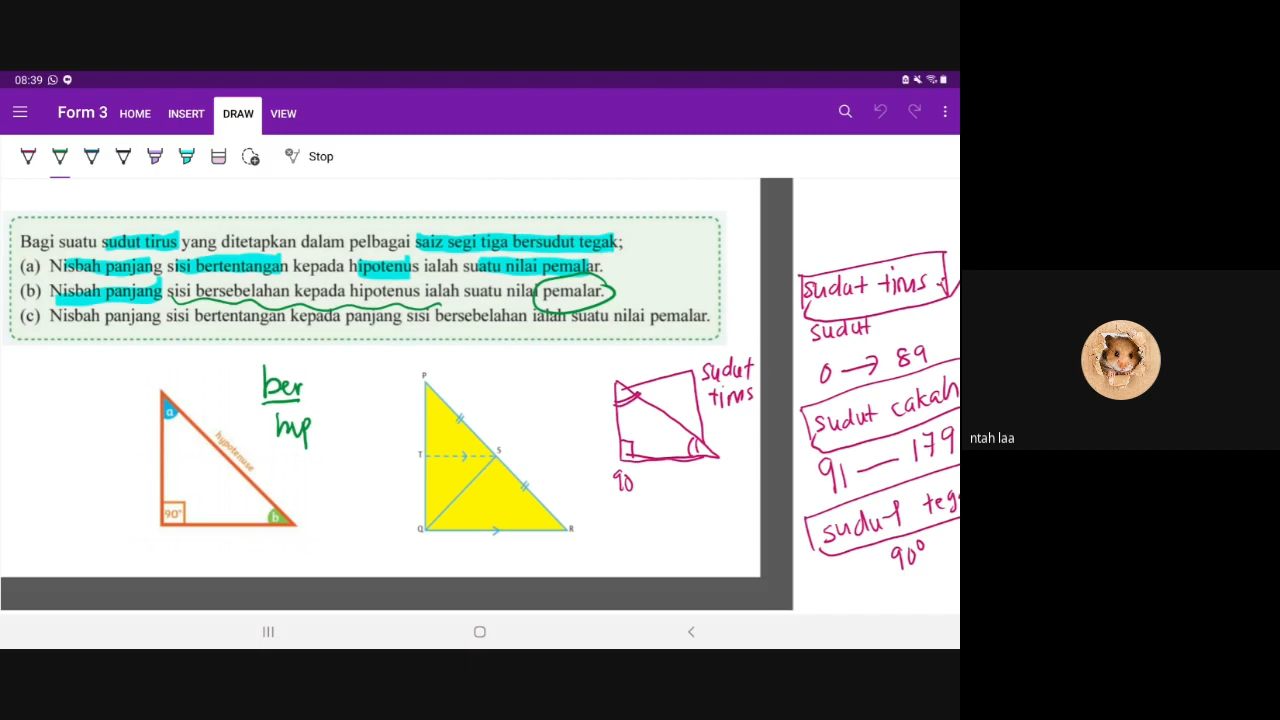 08:39
Form 3 HOME INSERT DRAW VIEW
Stop
Bagi suatu sudut tirus yang ditetapkan dalam pelbagai saiz segi tiga bersudut tegak;
(a) Nisbah panjang sisi bertentangan kepada hipotenus ialah suatu nilai pemalar.
(b) Nisbah panjang sisi bersebelahan kepada hipotenus ialah suatu nilai pemalar.
(c) Nisbah panjang sisi bertentangan kepada panjang sisi bersebelahan ialah suatu nilai pemalar.
a
hypotenuse
90°
b
ber
hip
P
T
S
Q
R
sudut
tirus
90
sudut tirus
sudut
0 → 89
sudut cakah
91 — 179
sudut teg
90°
ntah laa